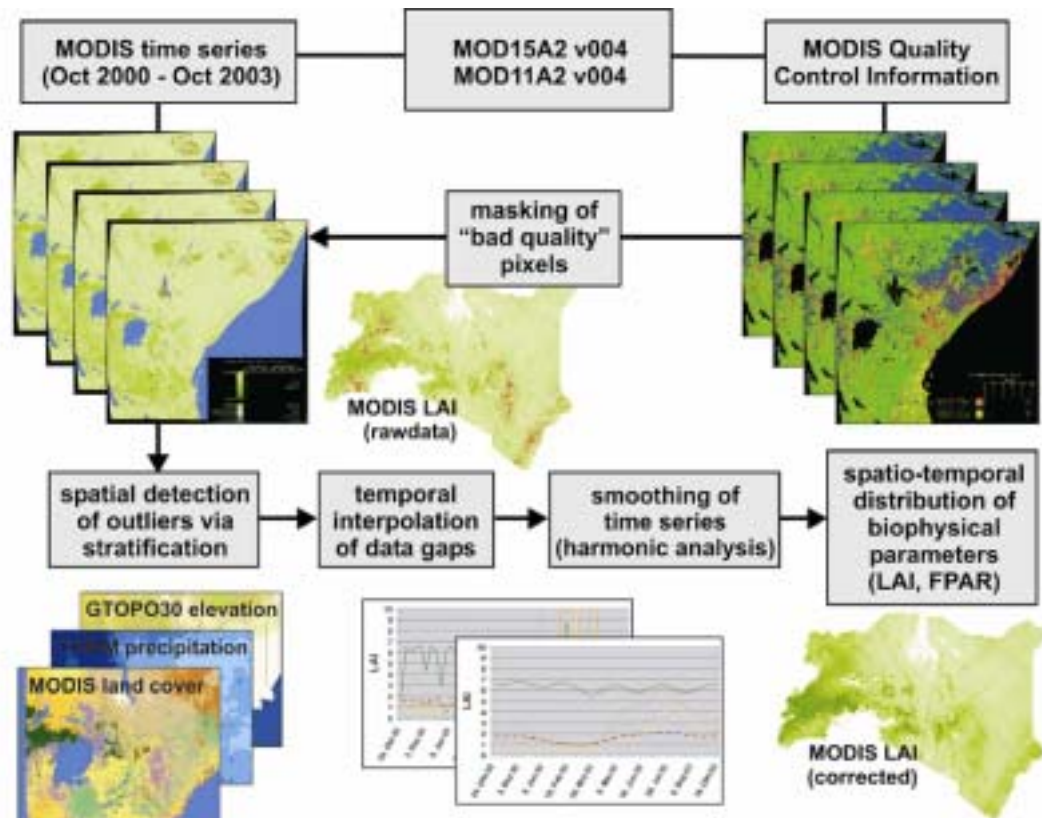 MODIS time series
(Oct 2000 - Oct 2003)
MOD15A2 v004
MOD11A2 v004
MODIS Quality
Control Information
masking of
“bad quality”
pixels
MODIS LAI
(rawdata)
spatial detection
of outliers via
stratification
temporal
interpolation
of data gaps
smoothing of
time series
(harmonic analysis)
spatio-temporal
distribution of
biophysical
parameters
(LAI, FPAR)
GTOPO30 elevation
precipitation
MODIS land cover
LAI
LAI
MODIS LAI
(corrected)